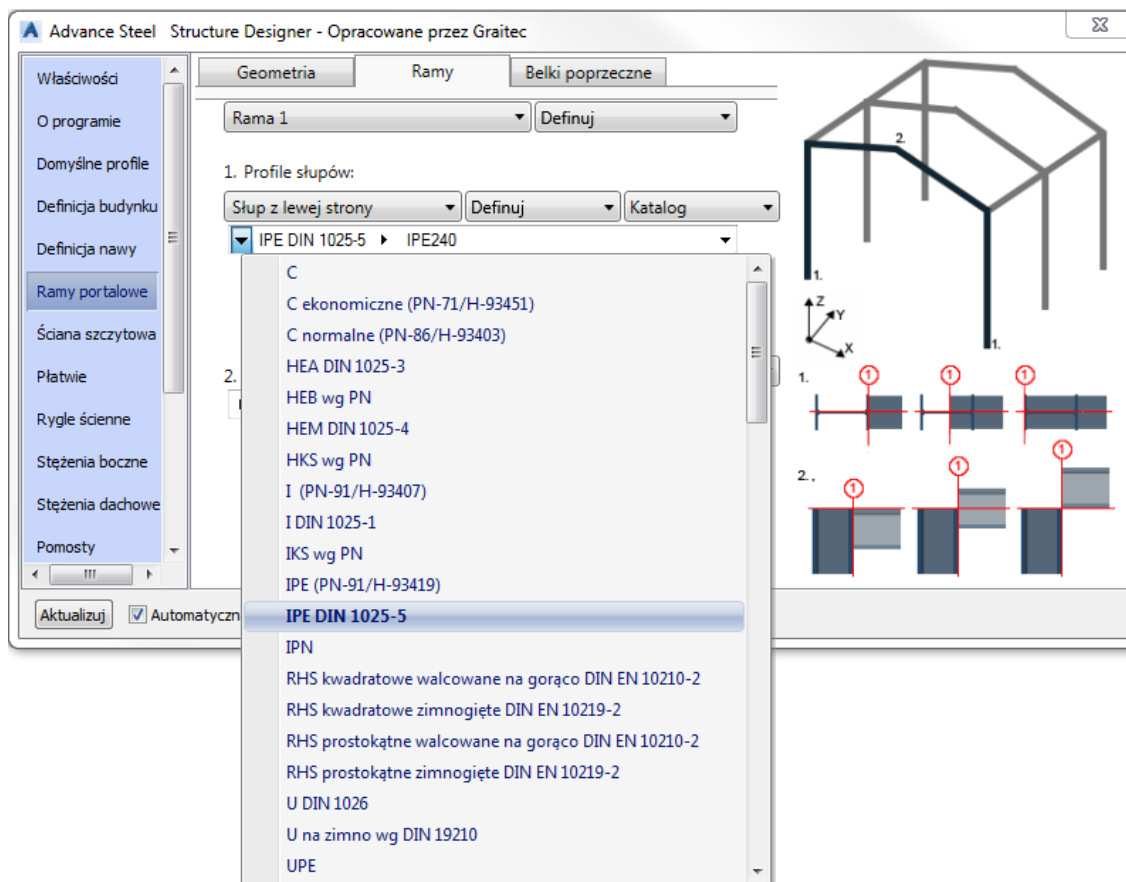 Advance Steel Structure Designer - Opracowane przez Graitec
Właściwości
O programie
Domyślne profile
Definicja budynku
Definicja nawy
Ramy portalowe
Ściana szczytowa
Płatwie
Rygle ścienne
Stężenia boczne
Stężenia dachowe
Pomosty
Geometria
Ramy
Belki poprzeczne
Rama 1
Definuj
1. Profile słupów:
Słup z lewej strony
Definuj
Katalog
IPE DIN 1025-5
IPE240
C
C ekonomiczne (PN-71/H-93451)
C normalne (PN-86/H-93403)
HEA DIN 1025-3
HEB wg PN
HEM DIN 1025-4
HKS wg PN
I (PN-91/H-93407)
I DIN 1025-1
IKS wg PN
IPE (PN-91/H-93419)
IPE DIN 1025-5
IPN
RHS kwadratowe walcowane na gorąco DIN EN 10210-2
RHS kwadratowe zimnogięte DIN EN 10219-2
RHS prostokątne walcowane na gorąco DIN EN 10210-2
RHS prostokątne zimnogięte DIN EN 10219-2
U DIN 1026
U na zimno wg DIN 19210
UPE
2.
Aktualizuj
Automatyczn
2.
1.
1.
Z
Y
X
1.
1
1
1
2..
1
1
1